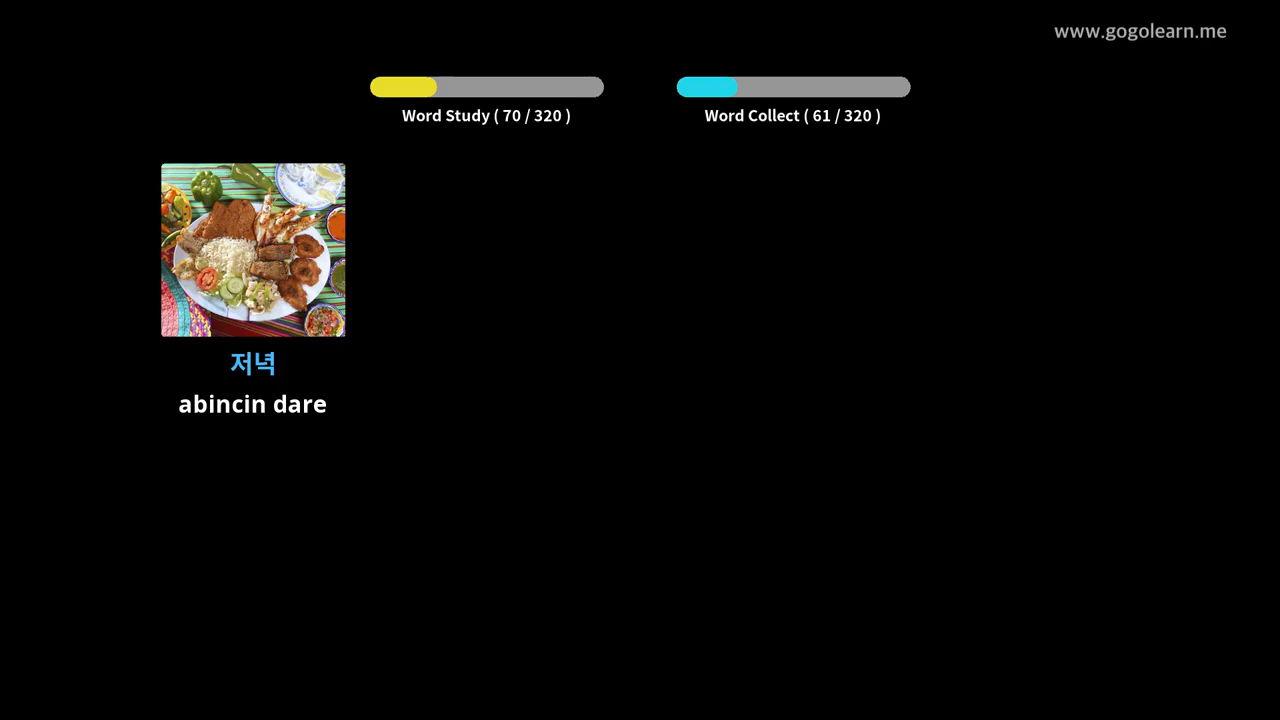 www.gogolearn.me
Word Study ( 70 / 320 )
Word Collect ( 61 / 320 )
저녁
abincin dare